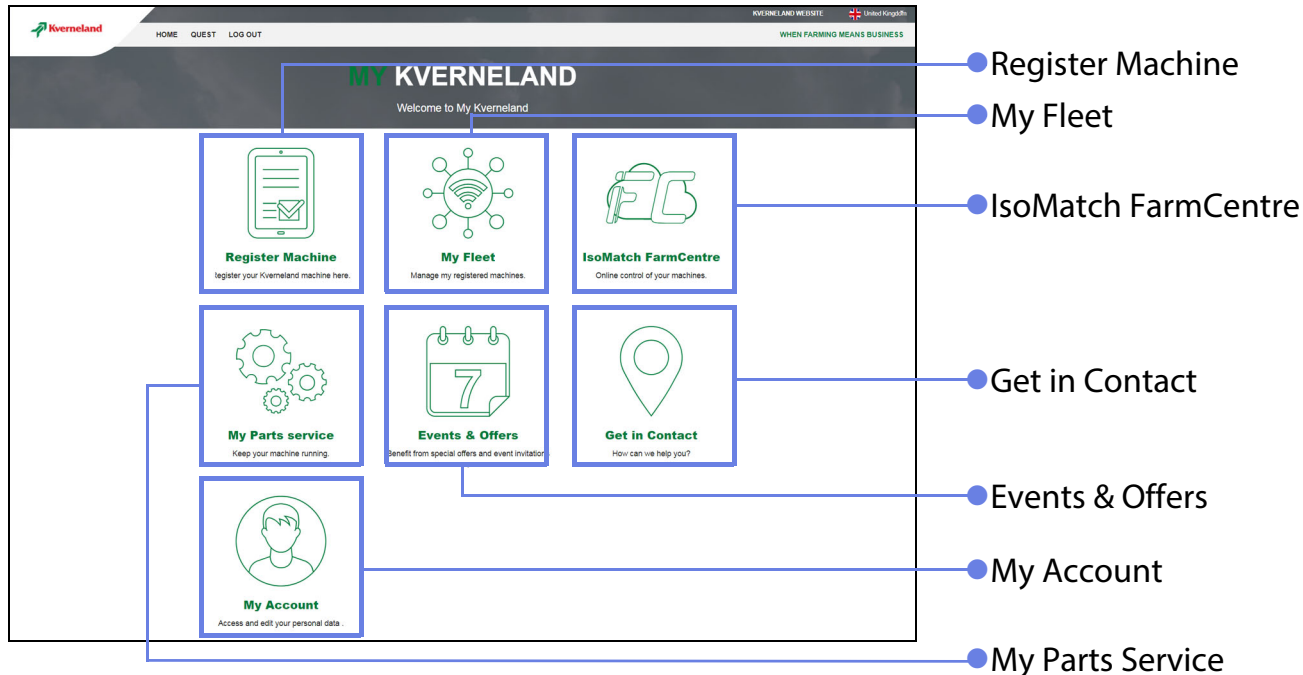 KVERNELAND WEBSITE United Kingdom
Kverneland
HOME QUEST LOG OUT
WHEN FARMING MEANS BUSINESS
MY KVERNELAND
Welcome to My Kverneland
Register Machine
egister your Kverneland machine here.
My Fleet
Manage my registered machines.
FC
IsoMatch FarmCentre
Online control of your machines.
My Parts service
Keep your machine running.
7
Events & Offers
Benefit from special offers and event invitation
Get in Contact
How can we help you?
My Account
Access and edit your personal data .
Register Machine
My Fleet
IsoMatch FarmCentre
Get in Contact
Events & Offers
My Account
My Parts Service